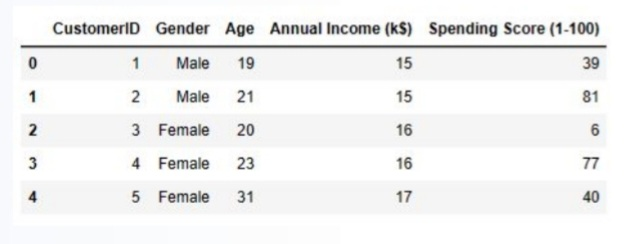 CustomerID Gender Age Annual Income (k$) Spending Score (1-100)
0 1 Male 19 15 39
1 2 Male 21 15 81
2 3 Female 20 16 6
3 4 Female 23 16 77
4 5 Female 31 17 40